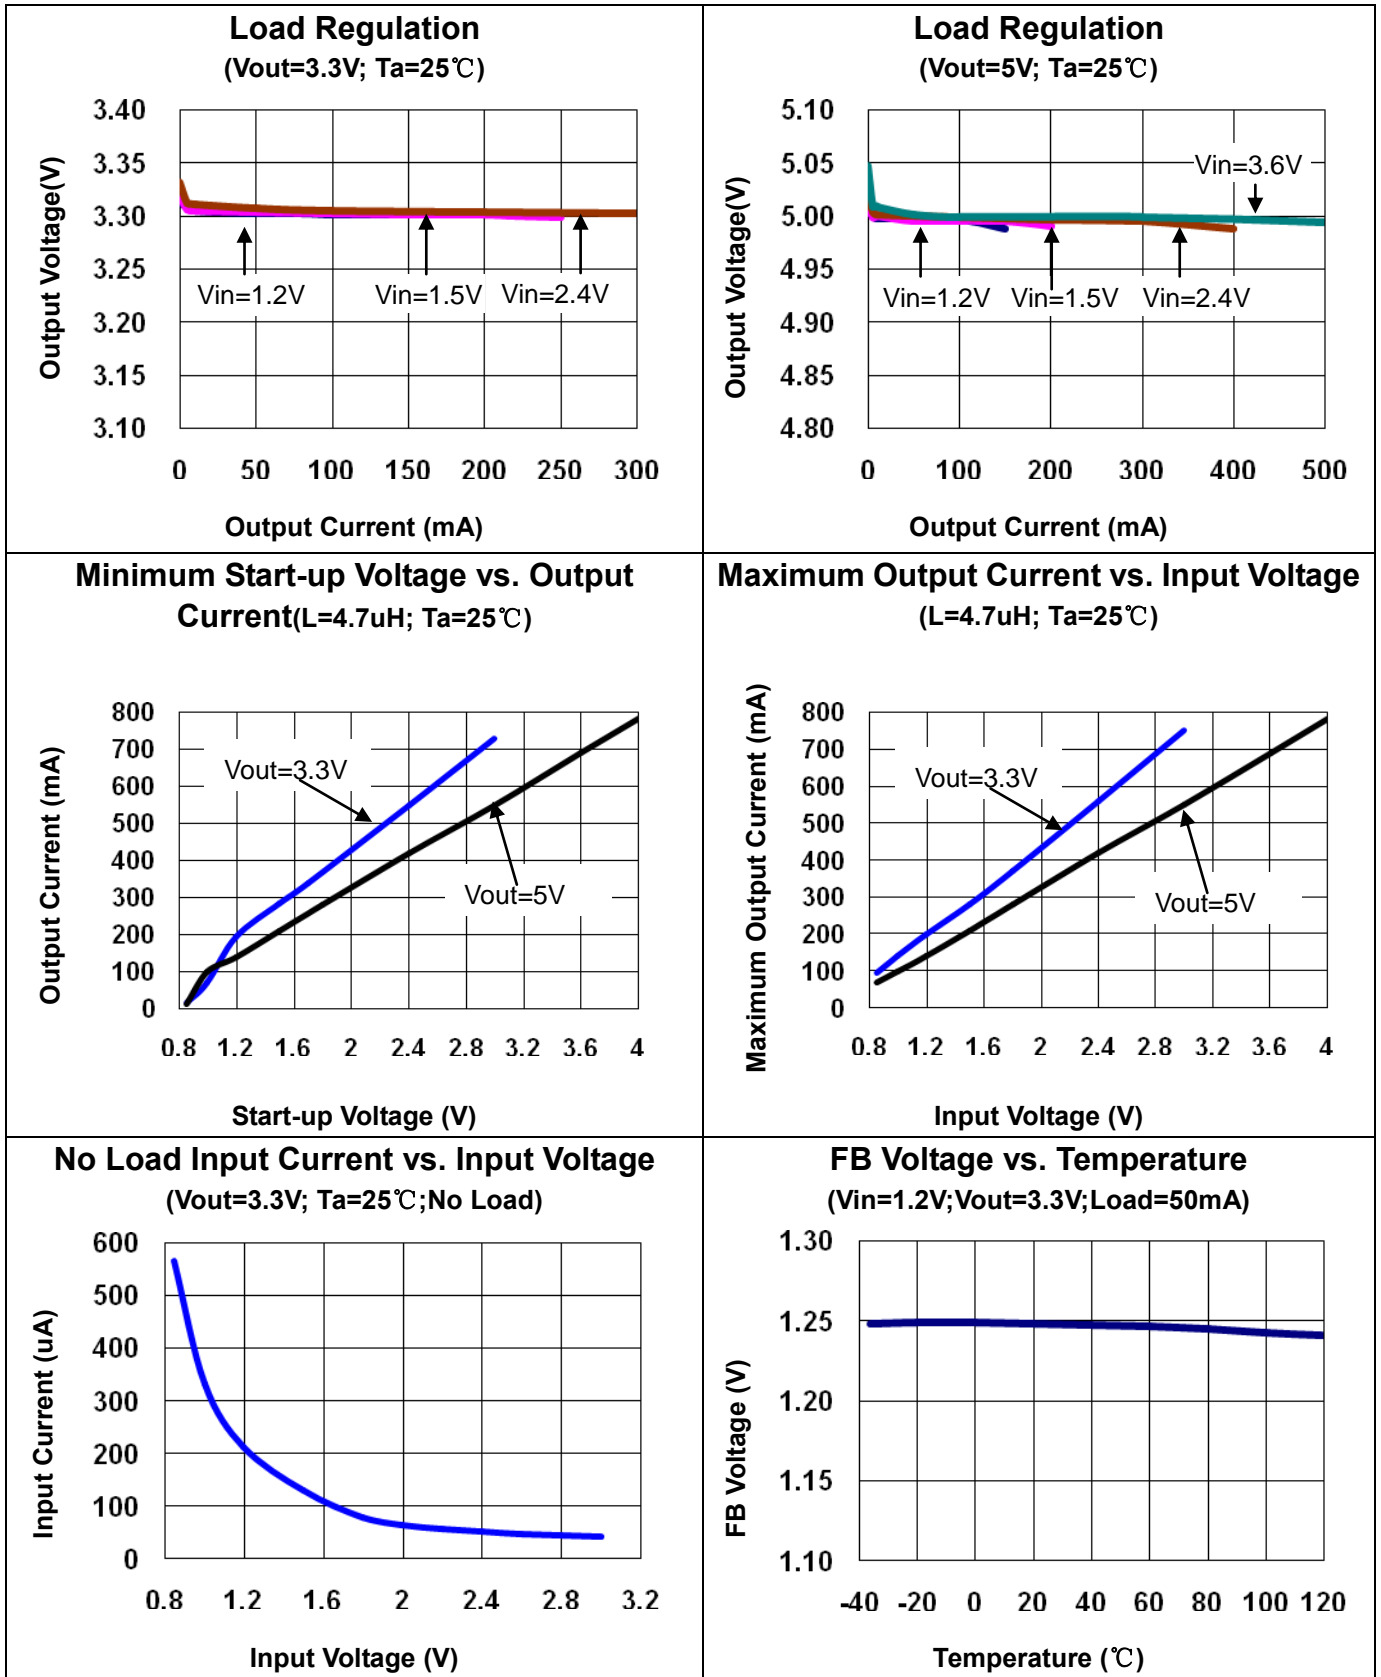 Load Regulation
(Vout=3.3V; Ta=25℃)
3.40
3.35
3.30
3.25
3.20
3.15
3.10
Output Voltage(V)
Vin=1.2V
Vin=1.5V
Vin=2.4V
0 50 100 150 200 250 300
Output Current (mA)
Load Regulation
(Vout=5V; Ta=25℃)
5.10
5.05
5.00
4.95
4.90
4.85
4.80
Output Voltage(V)
Vin=3.6V
Vin=1.2V
Vin=1.5V
Vin=2.4V
0 100 200 300 400 500
Output Current (mA)
Minimum Start-up Voltage vs. Output
Current(L=4.7uH; Ta=25℃)
800
700
600
500
400
300
200
100
0
Output Current (mA)
Vout=3.3V
Vout=5V
0.8 1.2 1.6 2 2.4 2.8 3.2 3.6 4
Start-up Voltage (V)
Maximum Output Current vs. Input Voltage
(L=4.7uH; Ta=25℃)
800
700
600
500
400
300
200
100
0
Maximum Output Current (mA)
Vout=3.3V
Vout=5V
0.8 1.2 1.6 2 2.4 2.8 3.2 3.6 4
Input Voltage (V)
No Load Input Current vs. Input Voltage
(Vout=3.3V; Ta=25℃;No Load)
600
500
400
300
200
100
0
Input Current (uA)
0.8 1.2 1.6 2 2.4 2.8 3.2
Input Voltage (V)
FB Voltage vs. Temperature
(Vin=1.2V;Vout=3.3V;Load=50mA)
1.30
1.25
1.20
1.15
1.10
FB Voltage (V)
-40 -20 0 20 40 60 80 100 120
Temperature (℃)